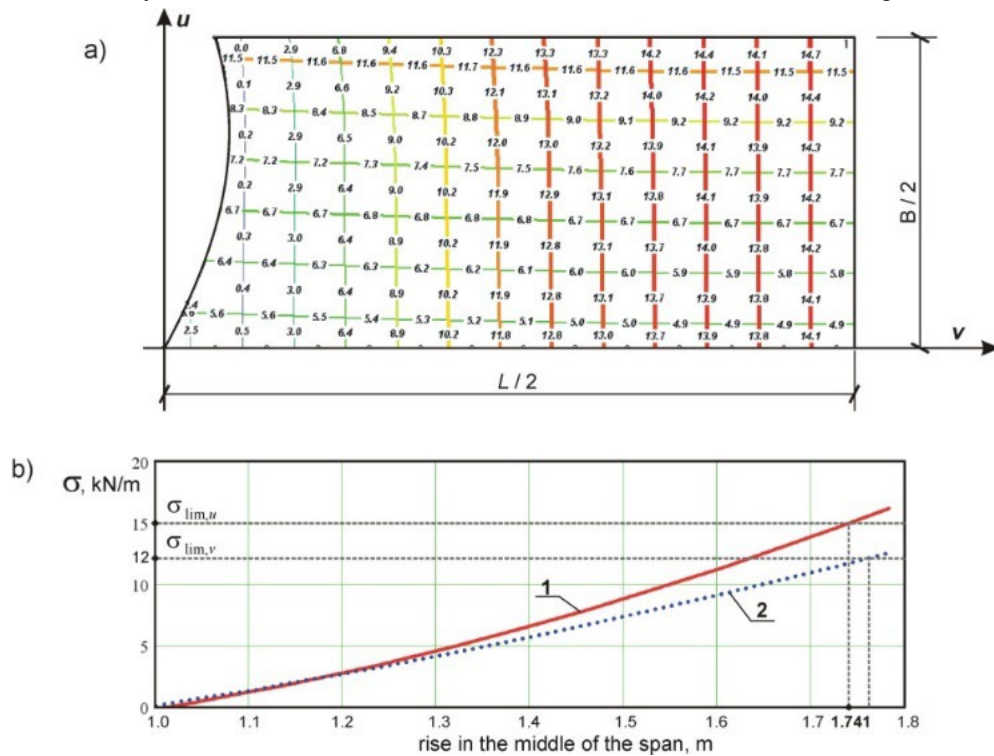 u
a)
0.0 2.9 6.8 9.4 10.3 12.3 13.3 13.3 14.2 14.4 14.1 14.7 1
11.5 11.5 11.6 11.6 11.6 11.7 11.6 11.6 11.6 11.6 11.6 11.5 11.5
0.1 2.9 6.6 9.2 10.3 12.1 13.1 13.2 14.0 14.2 14.0 14.4
8.3 8.3 8.4 8.5 8.7 8.8 8.9 9.0 9.1 9.2 9.2 9.2 9.2
0.2 2.9 6.5 9.0 10.2 12.0 13.0 13.2 13.9 14.1 13.9 14.3
7.2 7.2 7.2 7.3 7.4 7.5 7.5 7.6 7.6 7.7 7.7 7.7 7.7
0.2 2.9 6.4 9.0 10.2 11.9 12.9 13.1 13.8 14.1 13.9 14.2
6.7 6.7 6.7 6.8 6.8 6.8 6.8 6.7 6.7 6.7 6.7 6.7 6.7
B / 2
0.3 3.0 6.4 8.9 10.2 11.9 12.8 13.1 13.7 14.0 13.8 14.2
6.4 6.4 6.3 6.3 6.2 6.2 6.1 6.0 6.0 5.9 5.9 5.8 5.8
0.4 3.0 6.4 8.9 10.2 11.9 12.8 13.1 13.7 13.9 13.8 14.1
5.6 5.6 5.5 5.4 5.3 5.2 5.1 5.0 5.0 4.9 4.9 4.9 4.9
2.5 0.5 3.0 6.4 8.9 10.2 11.8 12.8 13.0 13.7 13.9 13.8 14.1
v
L / 2
b)
σ, kN/m
20
σlim,u
15
σlim,v
12
10
1
2
5
0
1.0 1.1 1.2 1.3 1.4 1.5 1.6 1.7 1.741 1.8
rise in the middle of the span, m